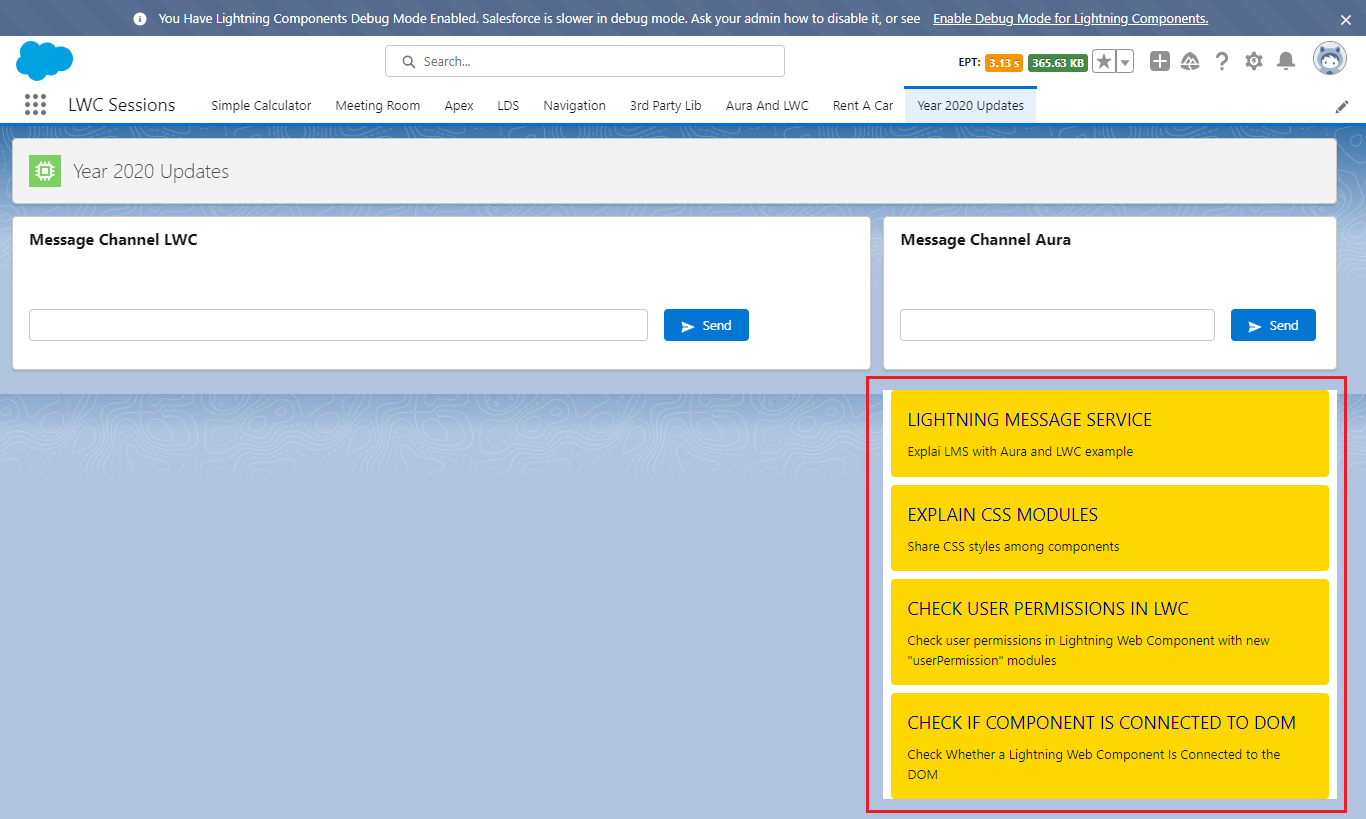 You Have Lightning Components Debug Mode Enabled. Salesforce is slower in debug mode. Ask your admin how to disable it, or see Enable Debug Mode for Lightning Components.
Search...
EPT: 3.13 s 365.63 KB
LWC Sessions Simple Calculator Meeting Room Apex LDS Navigation 3rd Party Lib Aura And LWC Rent A Car Year 2020 Updates
Year 2020 Updates
Message Channel LWC
Send
Message Channel Aura
Send
LIGHTNING MESSAGE SERVICE
Explai LMS with Aura and LWC example
EXPLAIN CSS MODULES
Share CSS styles among components
CHECK USER PERMISSIONS IN LWC
Check user permissions in Lightning Web Component with new
"userPermission" modules
CHECK IF COMPONENT IS CONNECTED TO DOM
Check Whether a Lightning Web Component Is Connected to the
DOM